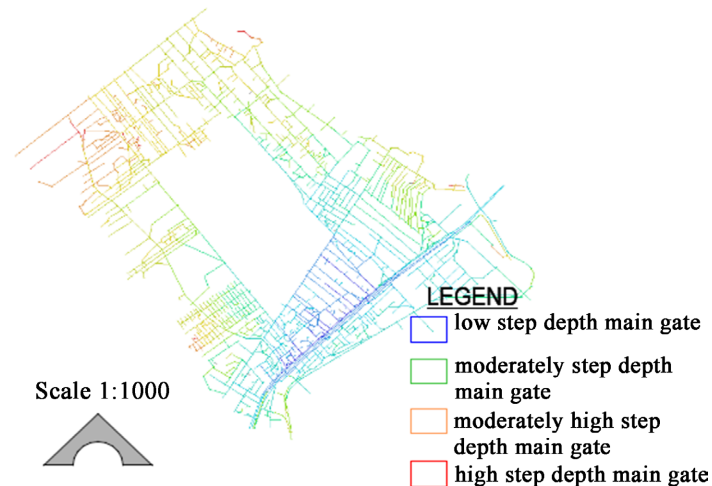 LEGEND
low step depth main gate
moderately step depth
main gate
Scale 1:1000
moderately high step
depth main gate
high step depth main gate